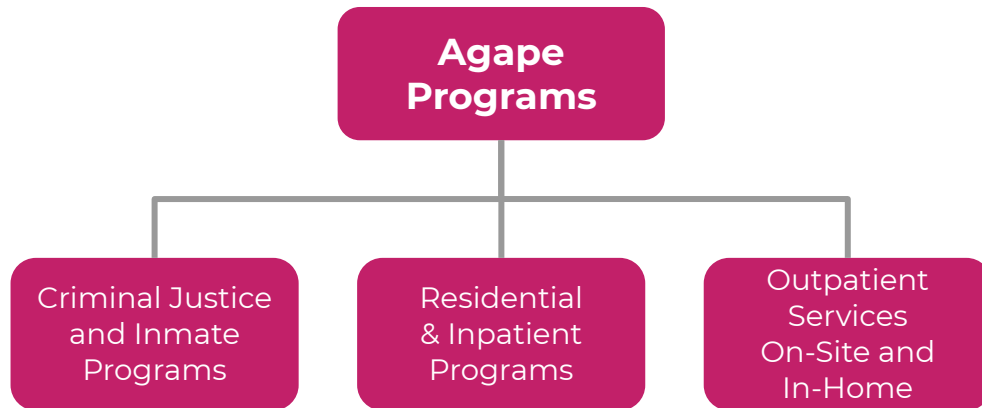 Agape
Programs
Criminal Justice
and Inmate
Programs
Residential
& Inpatient
Programs
Outpatient
Services
On-Site and
In-Home